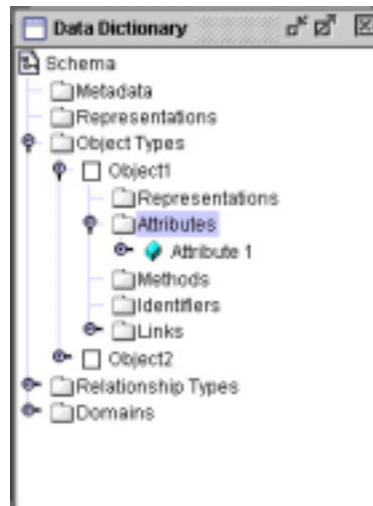 Data Dictionary
Schema
Metadata
Representations
Object Types
Object1
Representations
Attributes
Attribute 1
Methods
Identifiers
Links
Object2
Relationship Types
Domains